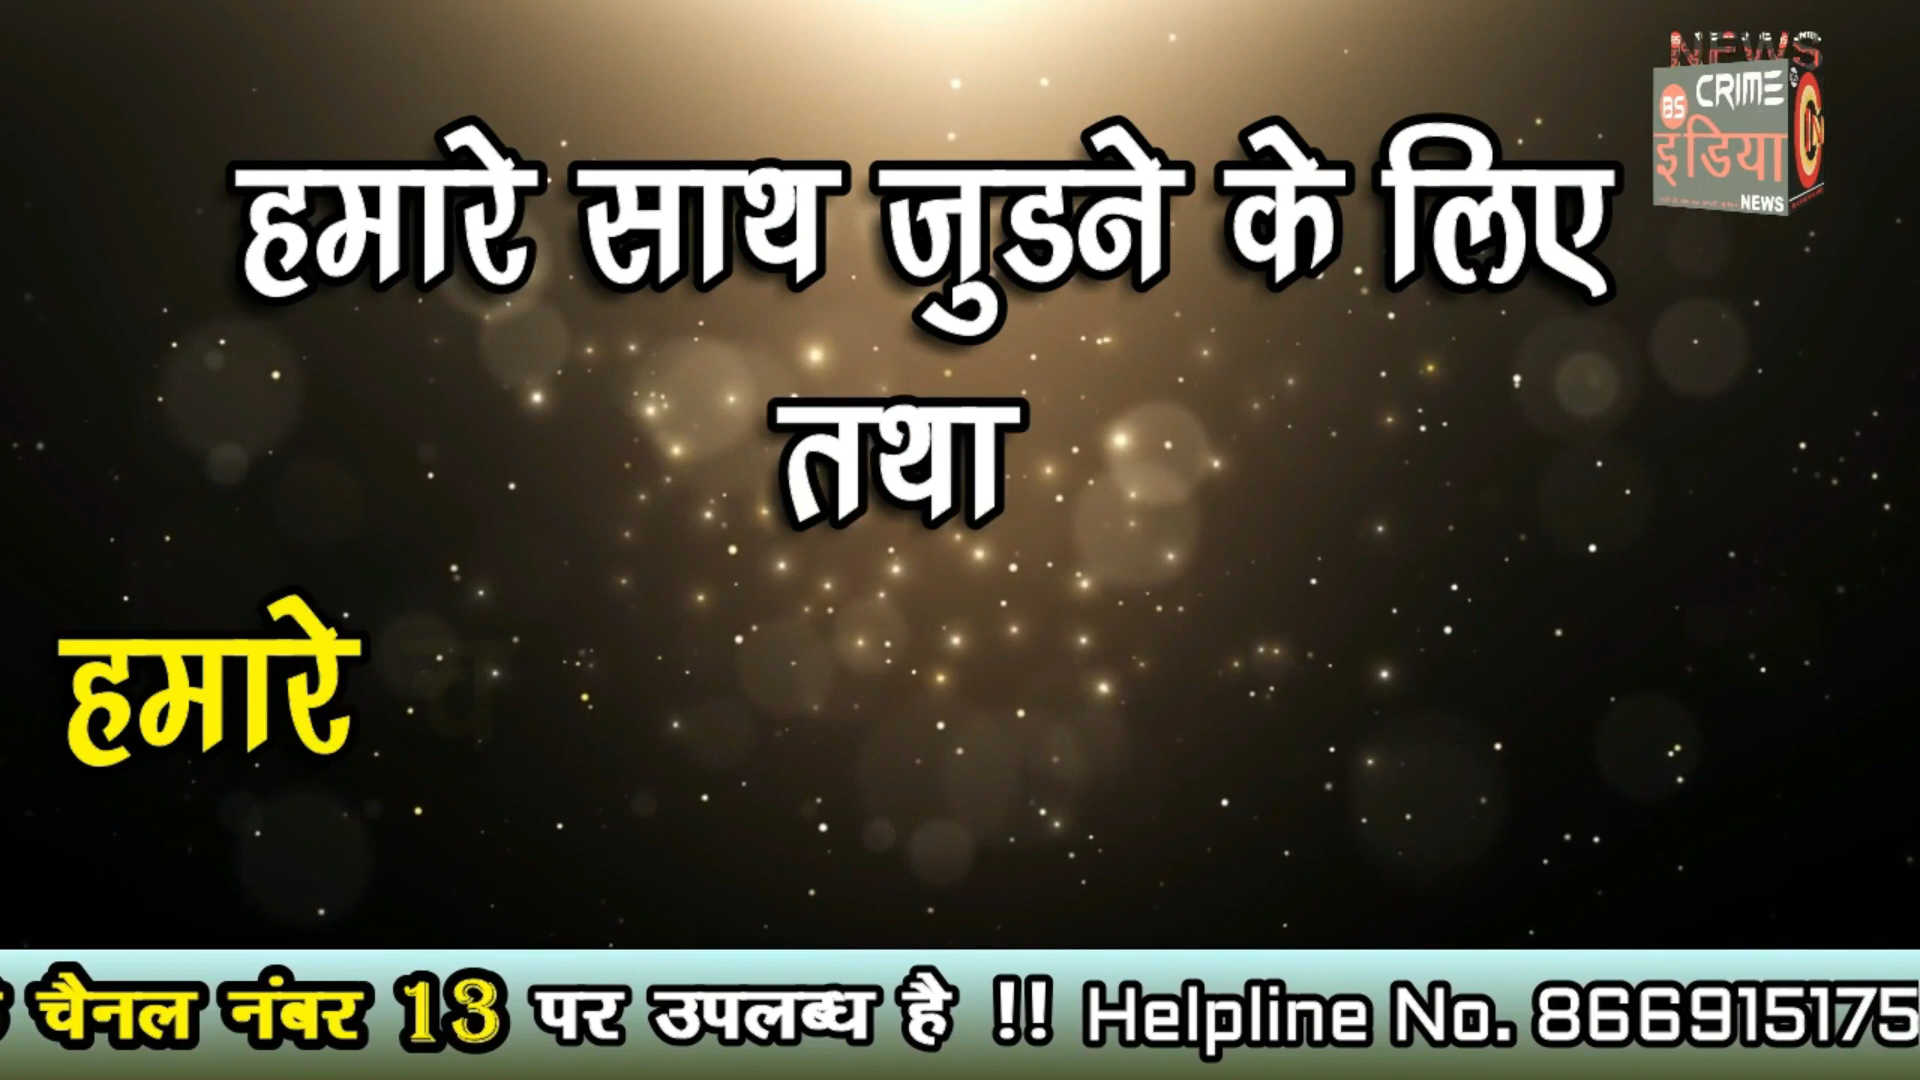 NEWS
BS CRIME
इंडिया
NEWS
हमारे साथ जुडने के लिए
तथा
हमारे
चैनल नंबर 13 पर उपलब्ध है !! Helpline No. 866915175